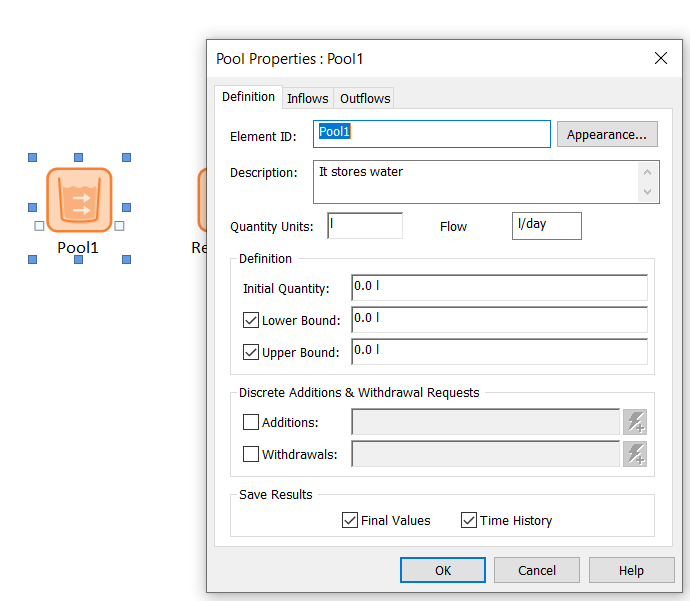 Pool Properties : Pool1
Definition Inflows Outflows
Element ID: Pool1 Appearance...
Description: It stores water
Quantity Units: l Flow l/day
Definition
Initial Quantity: 0.0 l
Lower Bound: 0.0 l
Upper Bound: 0.0 l
Discrete Additions & Withdrawal Requests
Additions:
Withdrawals:
Save Results
Final Values Time History
OK Cancel Help
Pool1
Re